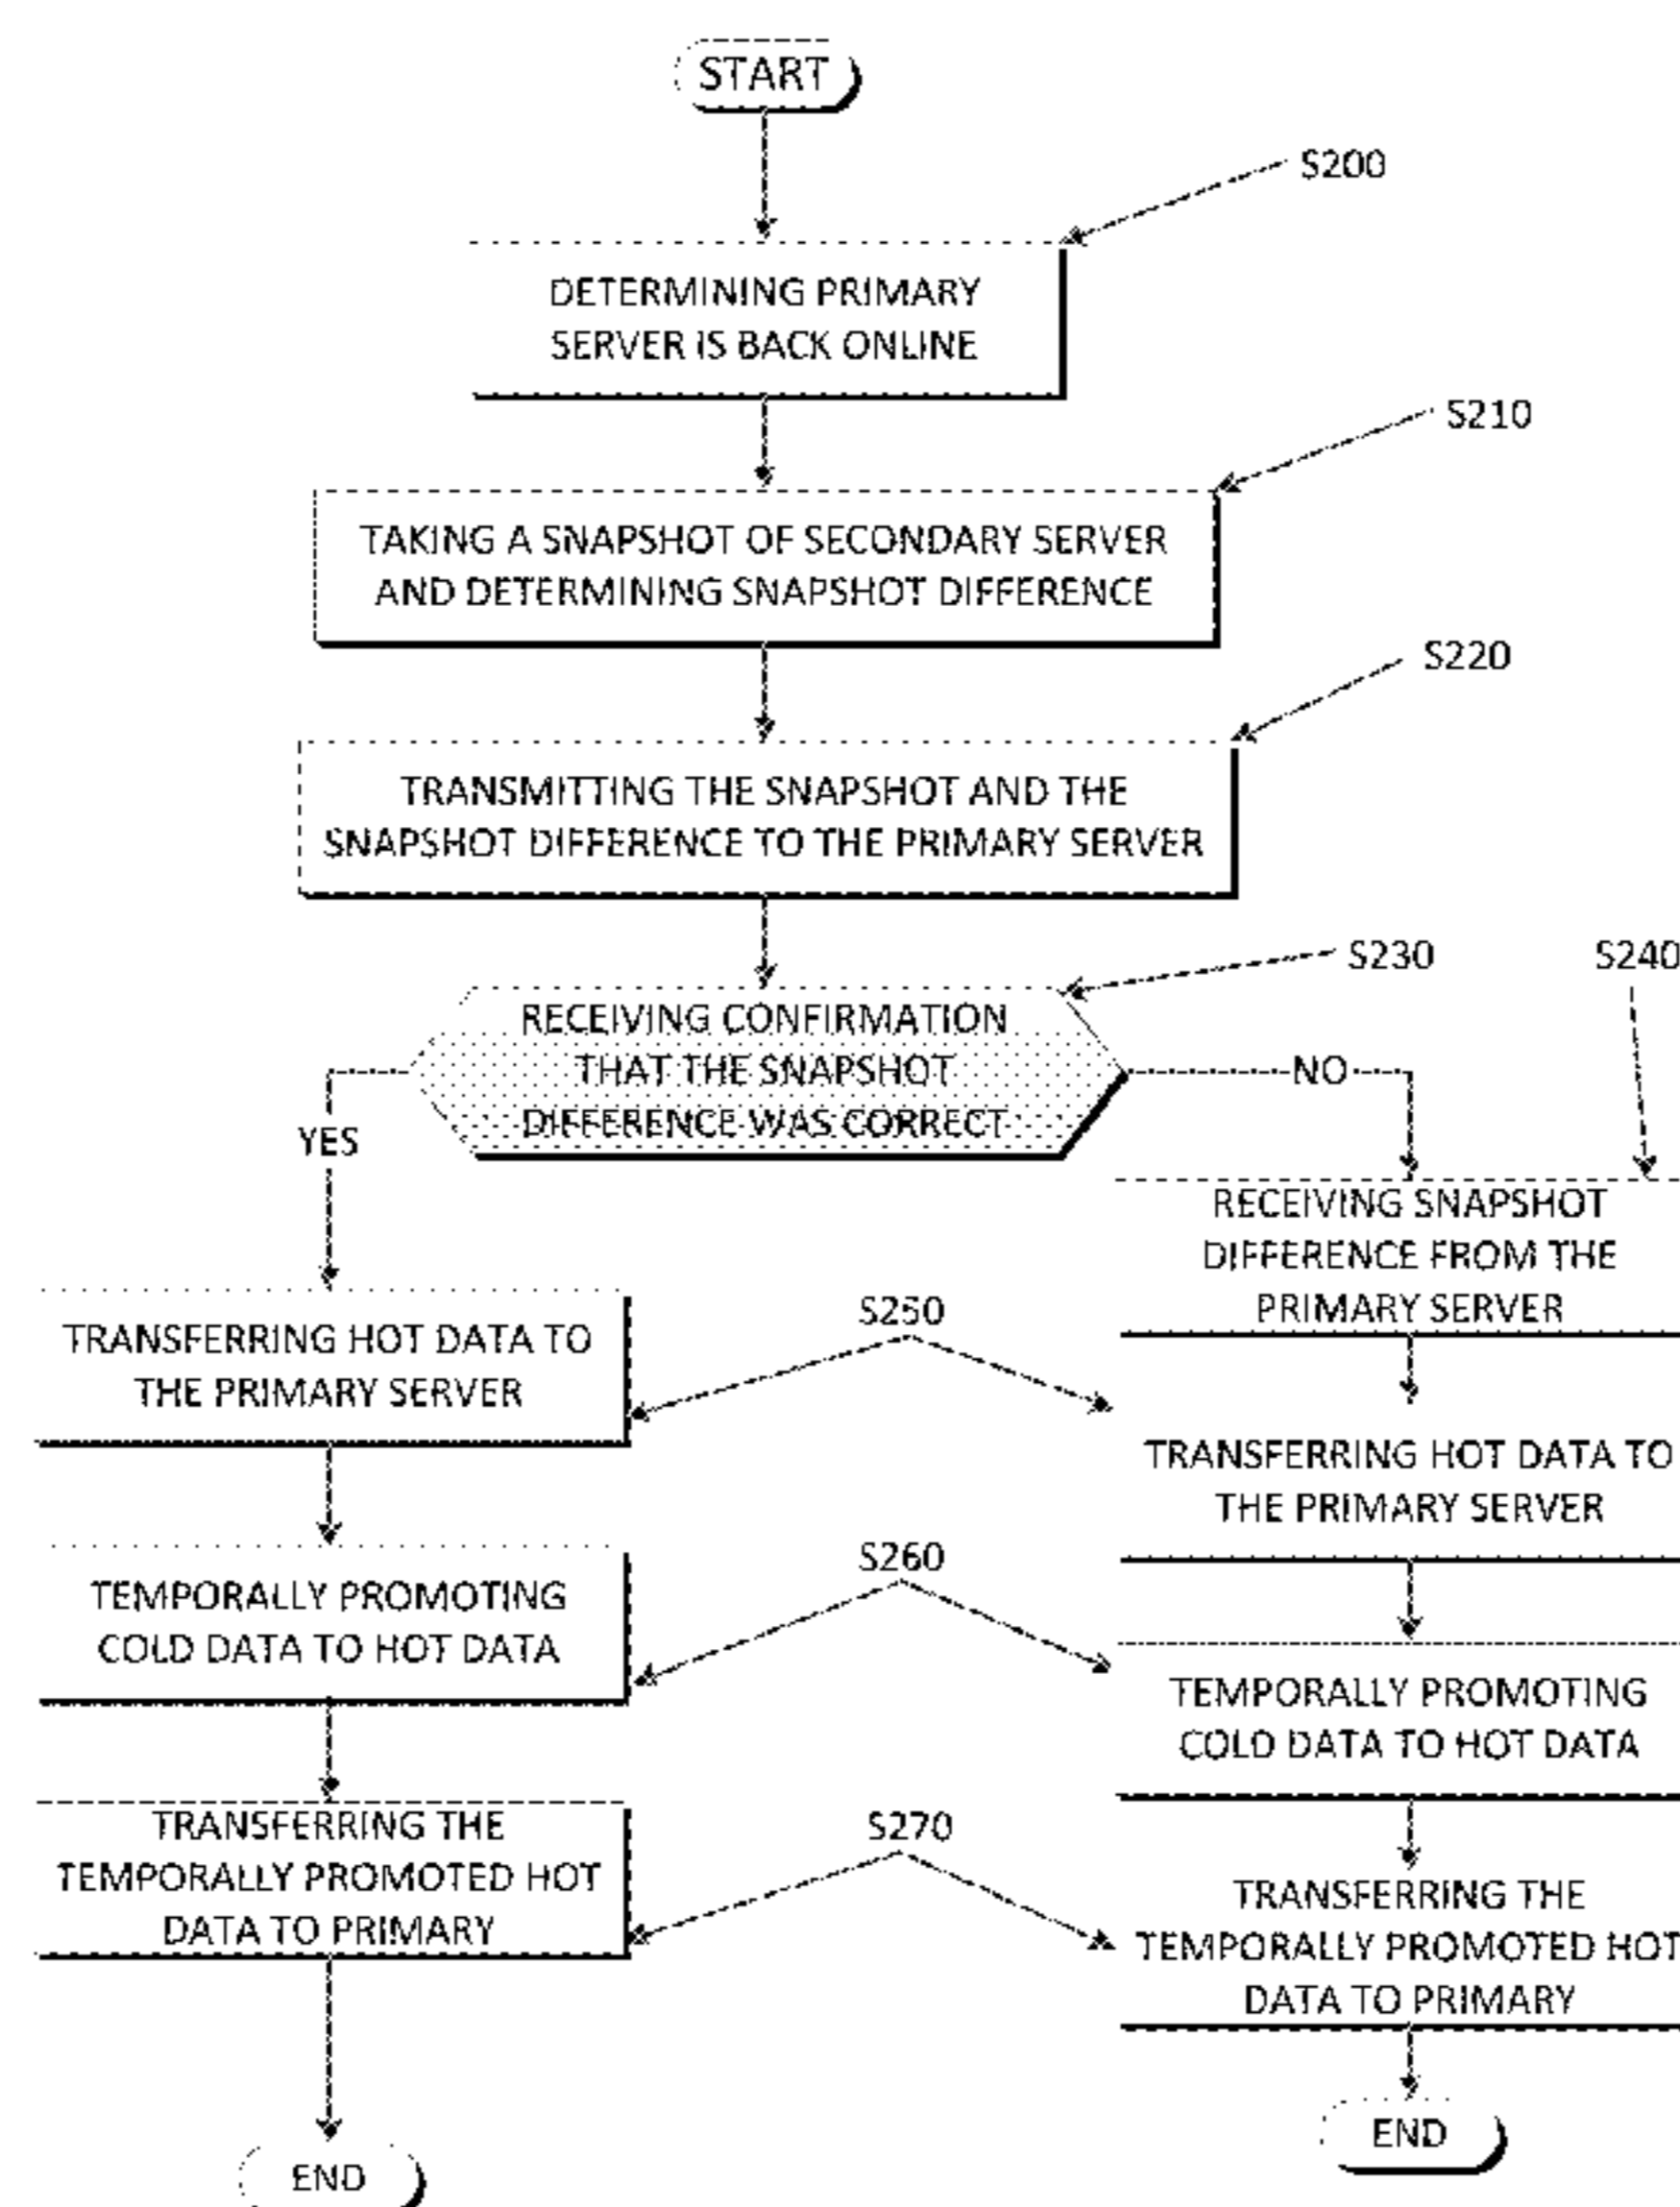 START
S200
DETERMINING PRIMARY
SERVER IS BACK ONLINE
S210
TAKING A SNAPSHOT OF SECONDARY SERVER
AND DETERMINING SNAPSHOT DIFFERENCE
S220
TRANSMITTING THE SNAPSHOT AND THE
SNAPSHOT DIFFERENCE TO THE PRIMARY SERVER
S230
S240
RECEIVING CONFIRMATION
THAT THE SNAPSHOT
DIFFERENCE WAS CORRECT
NO
YES
RECEIVING SNAPSHOT
DIFFERENCE FROM THE
PRIMARY SERVER
S250
TRANSFERRING HOT DATA TO
THE PRIMARY SERVER
TRANSFERRING HOT DATA TO
THE PRIMARY SERVER
S260
TEMPORALLY PROMOTING
COLD DATA TO HOT DATA
TEMPORALLY PROMOTING
COLD DATA TO HOT DATA
S270
TRANSFERRING THE
TEMPORALLY PROMOTED HOT
DATA TO PRIMARY
TRANSFERRING THE
TEMPORALLY PROMOTED HOT
DATA TO PRIMARY
END
END